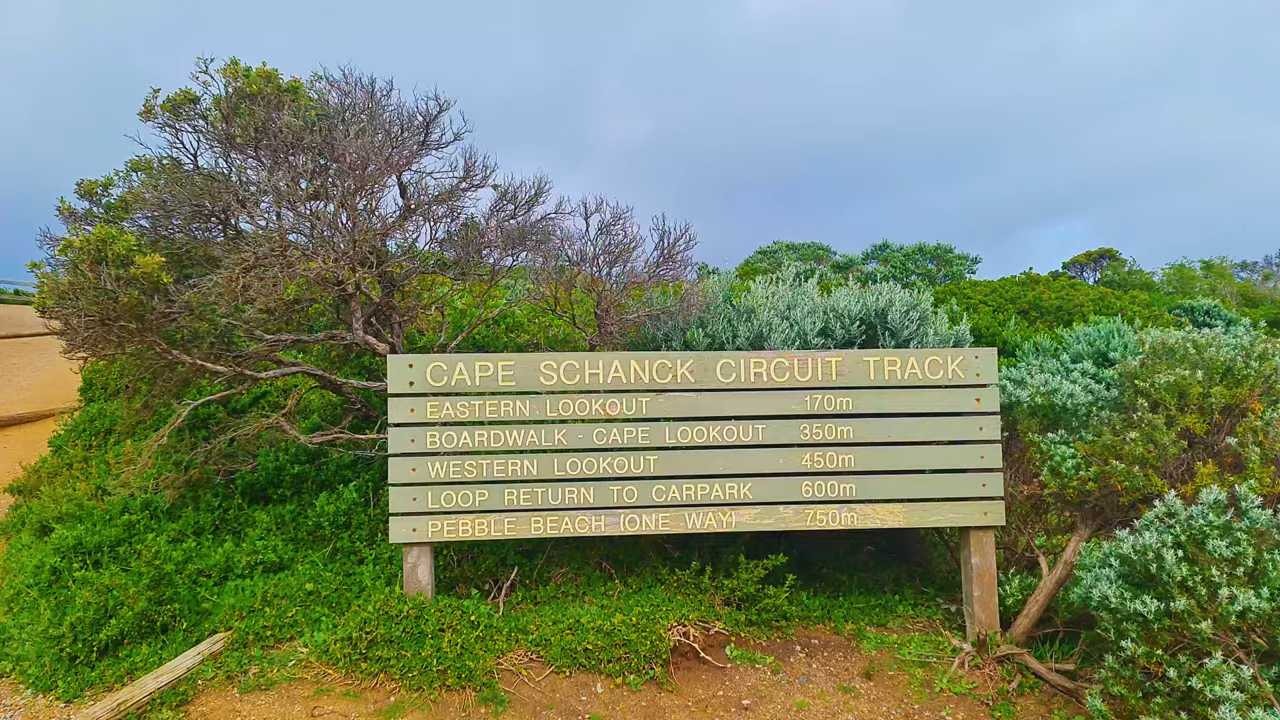 CAPE SCHANCK CIRCUIT TRACK
EASTERN LOOKOUT 170m
BOARDWALK - CAPE LOOKOUT 350m
WESTERN LOOKOUT 450m
LOOP RETURN TO CARPARK 600m
PEBBLE BEACH (ONE WAY) 750m